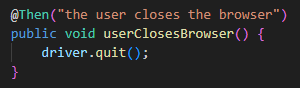 @Then("the user closes the browser")
public void userClosesBrowser() {
    driver.quit();
}